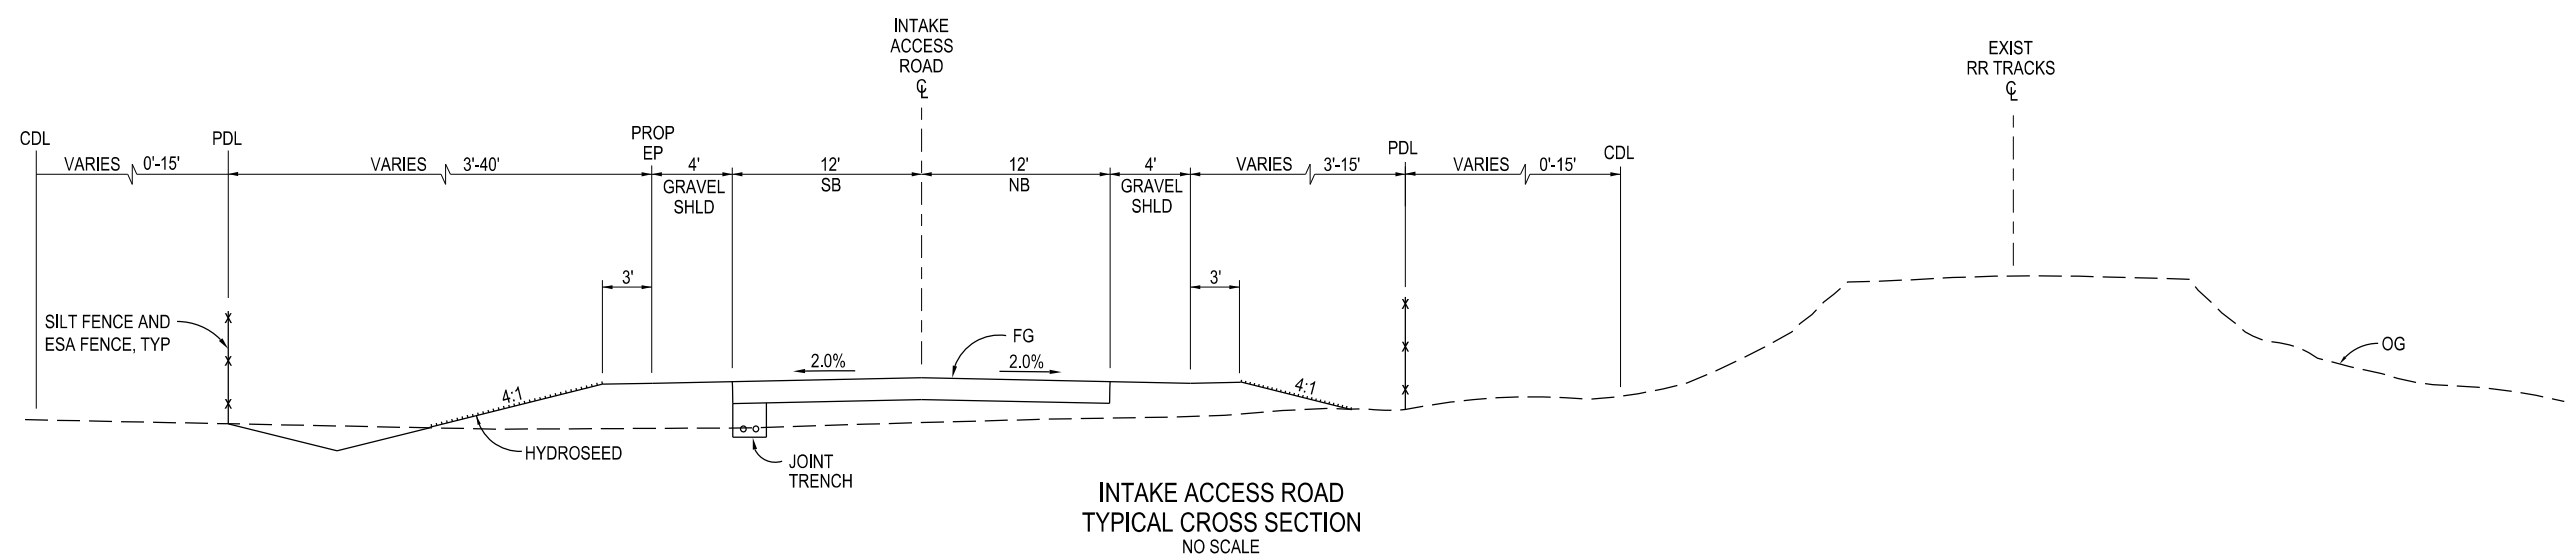 INTAKE
ACCESS
ROAD
℄
EXIST
RR TRACKS
℄
CDL
VARIES 0'-15'
PDL
VARIES 3'-40'
PROP
EP
4'
GRAVEL
SHLD
12'
SB
12'
NB
4'
GRAVEL
SHLD
VARIES 3'-15'
PDL
VARIES 0'-15'
CDL
3'
3'
SILT FENCE AND
ESA FENCE, TYP
FG
2.0%
2.0%
OG
4:1
4:1
HYDROSEED
JOINT
TRENCH
INTAKE ACCESS ROAD
TYPICAL CROSS SECTION
NO SCALE